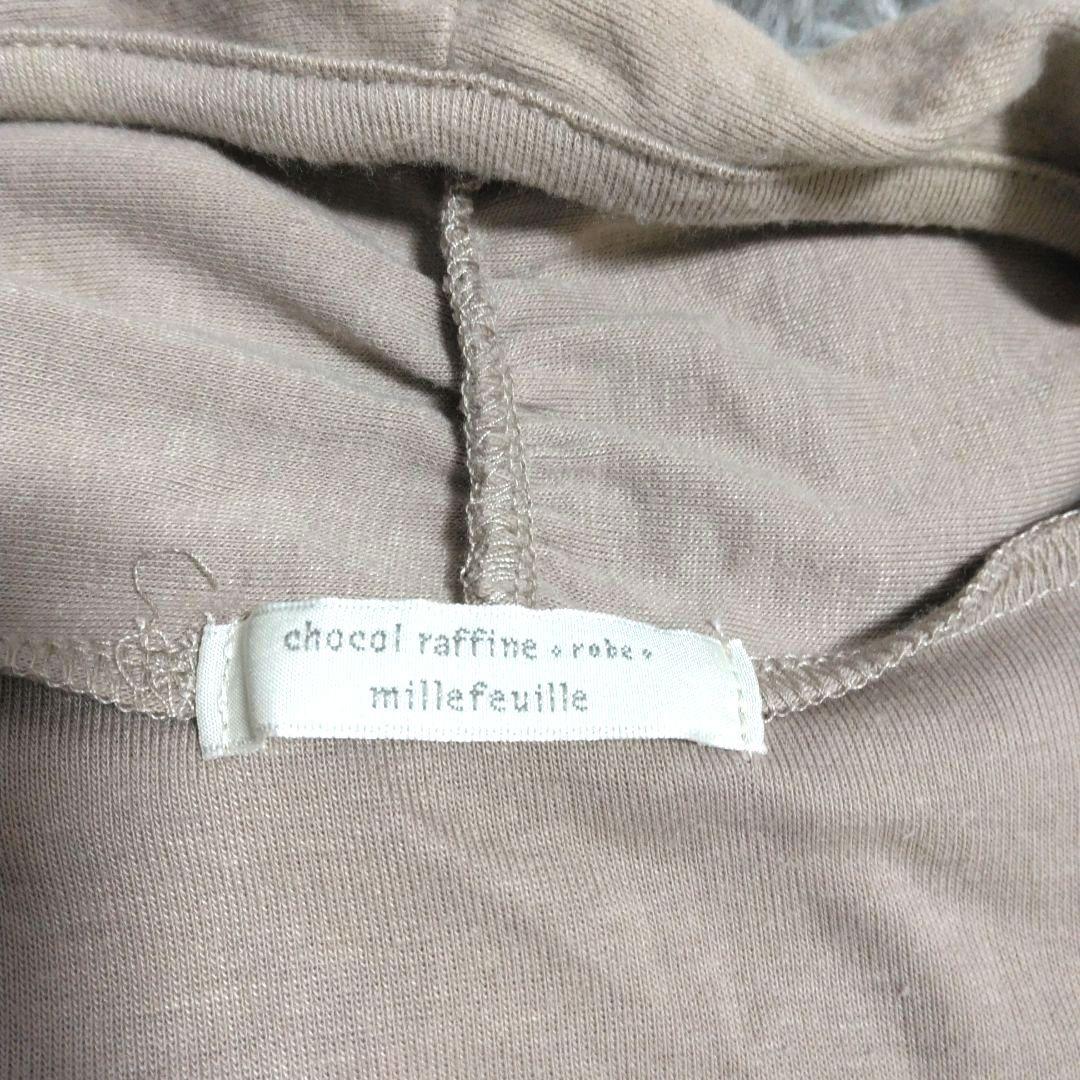 chocol raffine • robe •
millefeuille